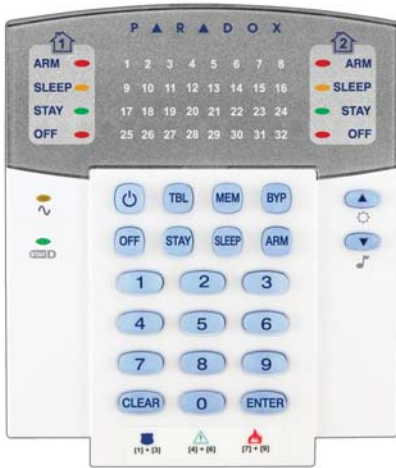 PARADOX
1 2
ARM 1 2 3 4 5 6 7 8 ARM
SLEEP 9 10 11 12 13 14 15 16 SLEEP
STAY 17 18 19 20 21 22 23 24 STAY
OFF 25 26 27 28 29 30 31 32 OFF
TBL MEM BYP
OFF STAY SLEEP ARM
STAY D
1 2 3
4 5 6
7 8 9
CLEAR 0 ENTER
[1] + [3] [4] + [6] [7] + [9]